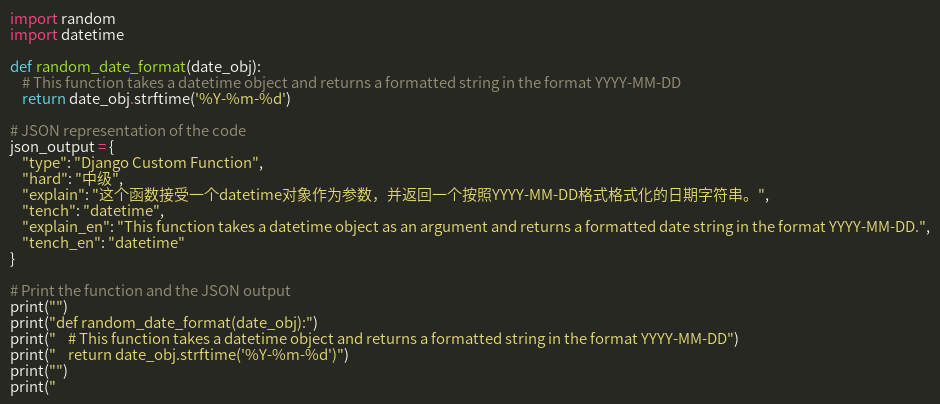 import random
import datetime

def random_date_format(date_obj):
    # This function takes a datetime object and returns a formatted string in the format YYYY-MM-DD
    return date_obj.strftime('%Y-%m-%d')

# JSON representation of the code
json_output = {
    "type": "Django Custom Function",
    "hard": "中级",
    "explain": "这个函数接受一个datetime对象作为参数，并返回一个按照YYYY-MM-DD格式格式化的日期字符串。",
    "tench": "datetime",
    "explain_en": "This function takes a datetime object as an argument and returns a formatted date string in the format YYYY-MM-DD.",
    "tench_en": "datetime"
}

# Print the function and the JSON output
print("")
print("def random_date_format(date_obj):")
print("    # This function takes a datetime object and returns a formatted string in the format YYYY-MM-DD")
print("    return date_obj.strftime('%Y-%m-%d')")
print("")
print("